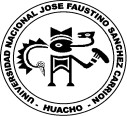 UNIVERSIDAD NACIONAL JOSE FAUSTINO SANCHEZ CARRION
- HUACHO -